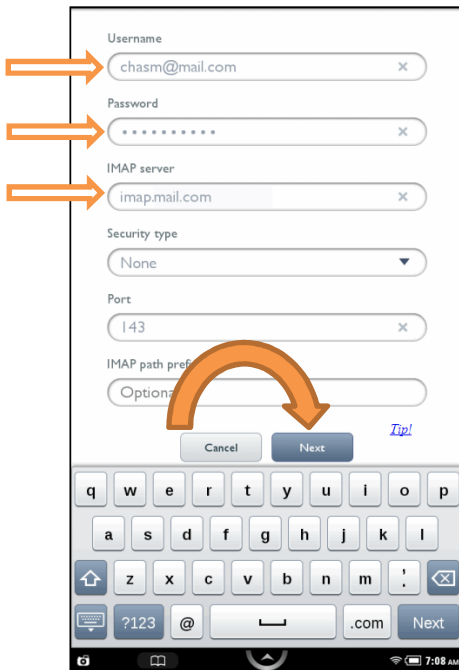 Username
chasm@mail.com
Password
IMAP server
imap.mail.com
Security type
None
Port
143
IMAP path pref
Optiona
Tip!
Cancel Next
q w e r t y u i o p
a s d f g h j k l
z x c v b n m ' .
?123 @ .com Next
7:08 AM